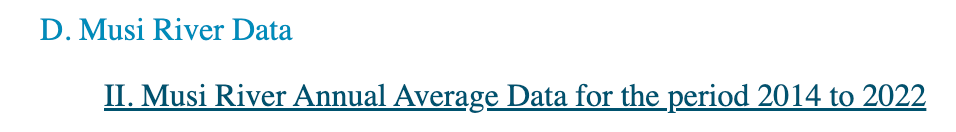 D. Musi River Data
II. Musi River Annual Average Data for the period 2014 to 2022